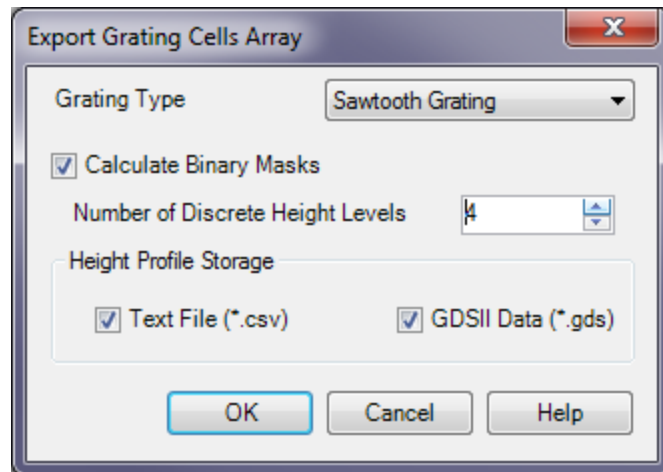 Export Grating Cells Array
Grating Type Sawtooth Grating
Calculate Binary Masks
Number of Discrete Height Levels 4
Height Profile Storage
Text File (*.csv) GDSII Data (*.gds)
OK Cancel Help